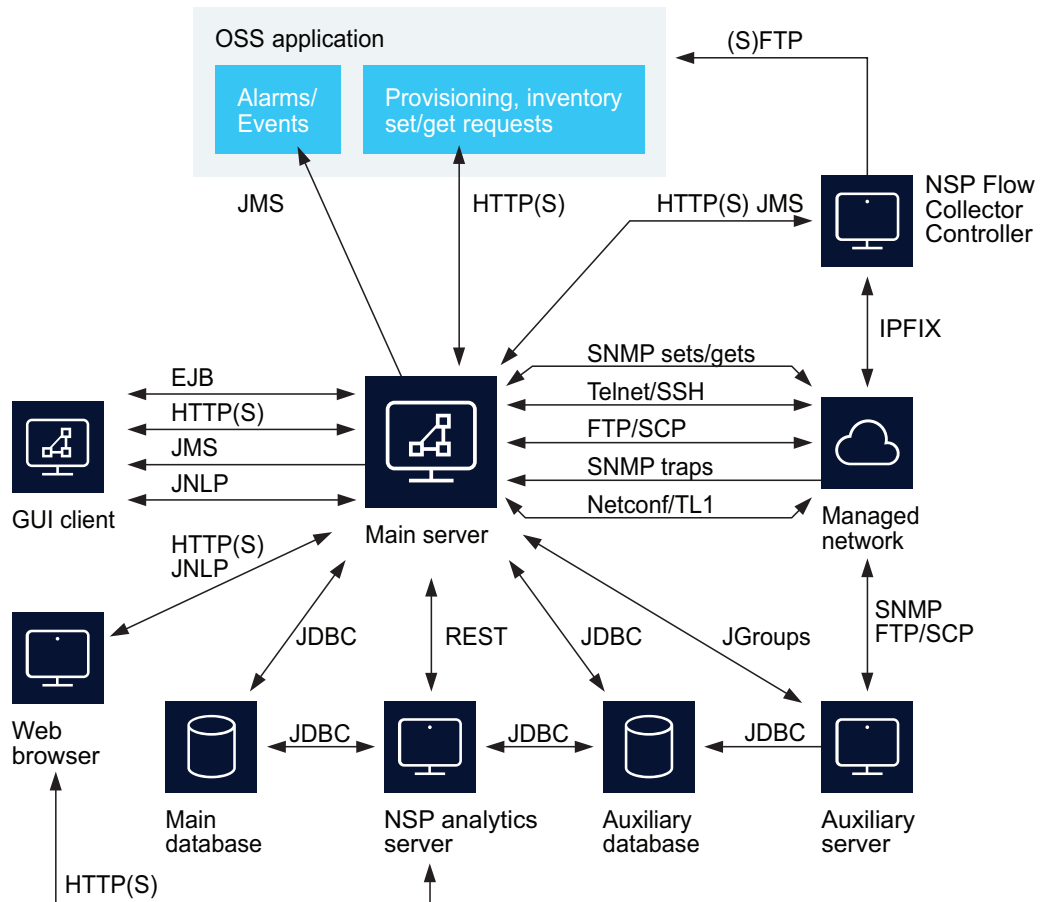 OSS application
(S)FTP
Alarms/
Events
Provisioning, inventory
set/get requests
JMS
HTTP(S)
HTTP(S) JMS
NSP Flow
Collector
Controller
IPFIX
SNMP sets/gets
EJB
Telnet/SSH
HTTP(S)
FTP/SCP
JMS
SNMP traps
JNLP
Netconf/TL1
GUI client
Main server
Managed
network
HTTP(S)
JNLP
SNMP
FTP/SCP
JDBC
REST
JDBC
JGroups
Web
browser
JDBC
JDBC
JDBC
Main
database
NSP analytics
server
Auxiliary
database
Auxiliary
server
HTTP(S)